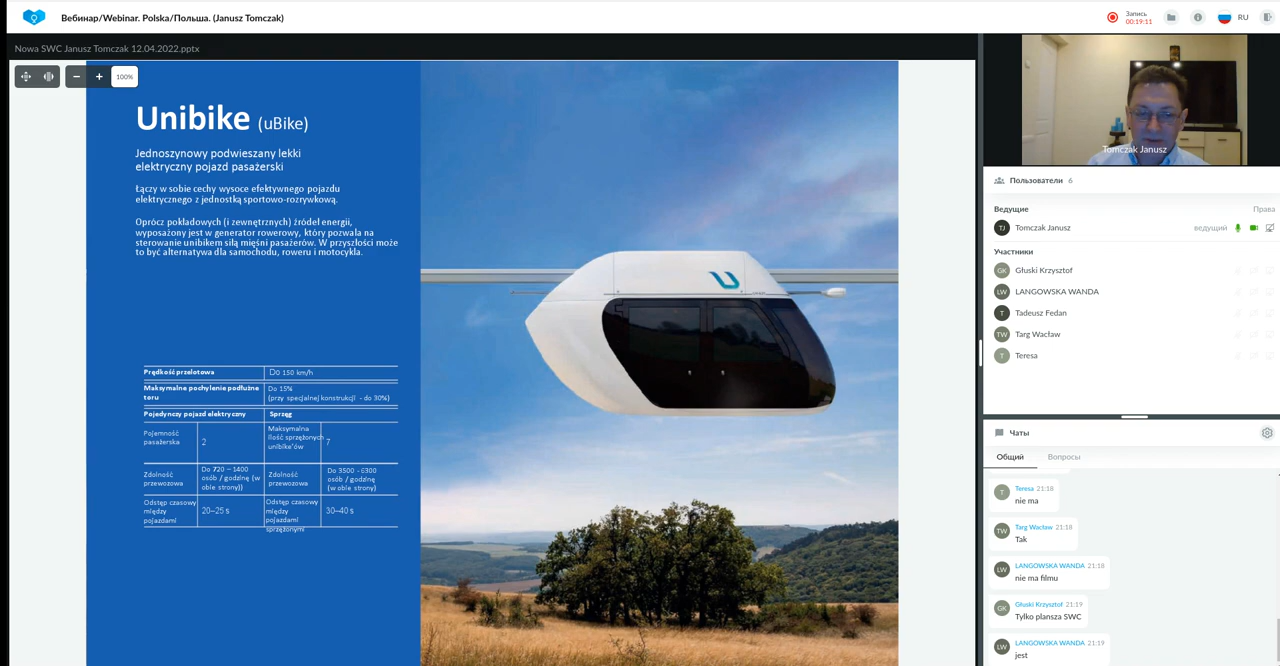 Вебинар/Webinar. Polska/Польша. (Janusz Tomczak)
Запись
00:19:11
RU
Nowa SWC Janusz Tomczak 12.04.2022.pptx
100%
Unibike (uBike)
Jednoszynowy podwieszany lekki
elektryczny pojazd pasażerski
Łączy w sobie cechy wysoce efektywnego pojazdu
elektrycznego z jednostką sportowo-rozrywkową.
Oprócz pokładowych (i zewnętrznych) źródeł energii,
wyposażony jest w generator rowerowy, który pozwala na
sterowanie unibikem siłą mięśni pasażerów. W przyszłości może
to być alternatywa dla samochodu, roweru i motocykla.
Prędkość przelotowa
Do 150 km/h
Maksymalne pochylenie podłużne
toru
Do 15%
(przy specjalnej konstrukcji - do 30%)
Pojedynczy pojazd elektryczny
Sprzęg
Pojemność
pasażerska
2
Maksymalna
ilość sprzężonych
unibike'ów
7
Zdolność
przewozowa
Do 720 – 1400
osób / godzinę (w
obie strony))
Zdolność
przewozowa
Do 3500 - 6300
osób / godzinę
(w obie strony)
Odstęp czasowy
między
pojazdami
20–25 s
Odstęp czasowy
między
pojazdami
sprzężonymi
30–40 s
Tomczak Janusz
Пользователи 6
Ведущие
Права
TJ
Tomczak Janusz
ведущий
Участники
GK
Głuski Krzysztof
LW
LANGOWSKA WANDA
T
Tadeusz Fedan
TW
Targ Wacław
T
Teresa
Чаты
Общий
Вопросы
T
Teresa 21:18
nie ma
TW
Targ Wacław 21:18
Tak
LW
LANGOWSKA WANDA 21:18
nie ma filmu
GK
Głuski Krzysztof 21:19
Tylko plansza SWC
LW
LANGOWSKA WANDA 21:19
jest